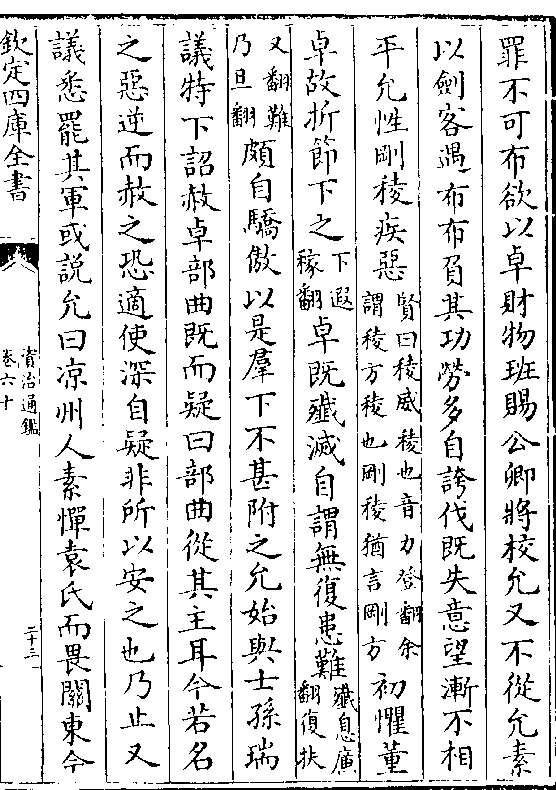 罪不可布欲以卓財物班賜公卿將校允又不從允素
以劍客遇布布負其功勞多自誇伐既失意望漸不相
平允性剛稜疾惡賢曰稜威稜也音力登翻余謂稜方稜也剛稜猶言剛方初懼董
卓故折節下之下遐稼翻卓既殲滅自謂無復患難殲息廉翻復扶
又翻難乃旦翻頗自驕傲以是羣下不甚附之允始與士孫瑞
議特下詔赦卓部曲既而疑曰部曲從其主耳今若名
之惡逆而赦之恐適使深自疑非所以安之也乃止又
議悉罷其軍或説允曰凉州人素憚袁氏而畏關東今
欽定四庫全書
資治通鑑
卷六十
二十三